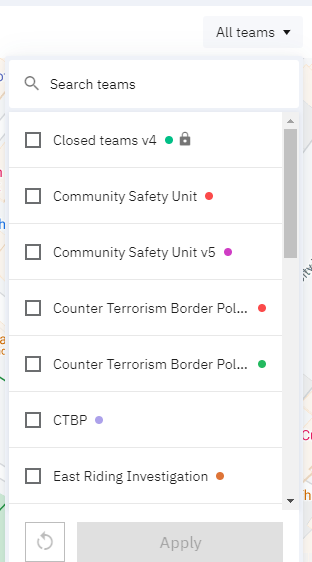 All teams
Search teams
Closed teams v4
Community Safety Unit
Community Safety Unit v5
Counter Terrorism Border Pol...
Counter Terrorism Border Pol...
CTBP
East Riding Investigation
Apply